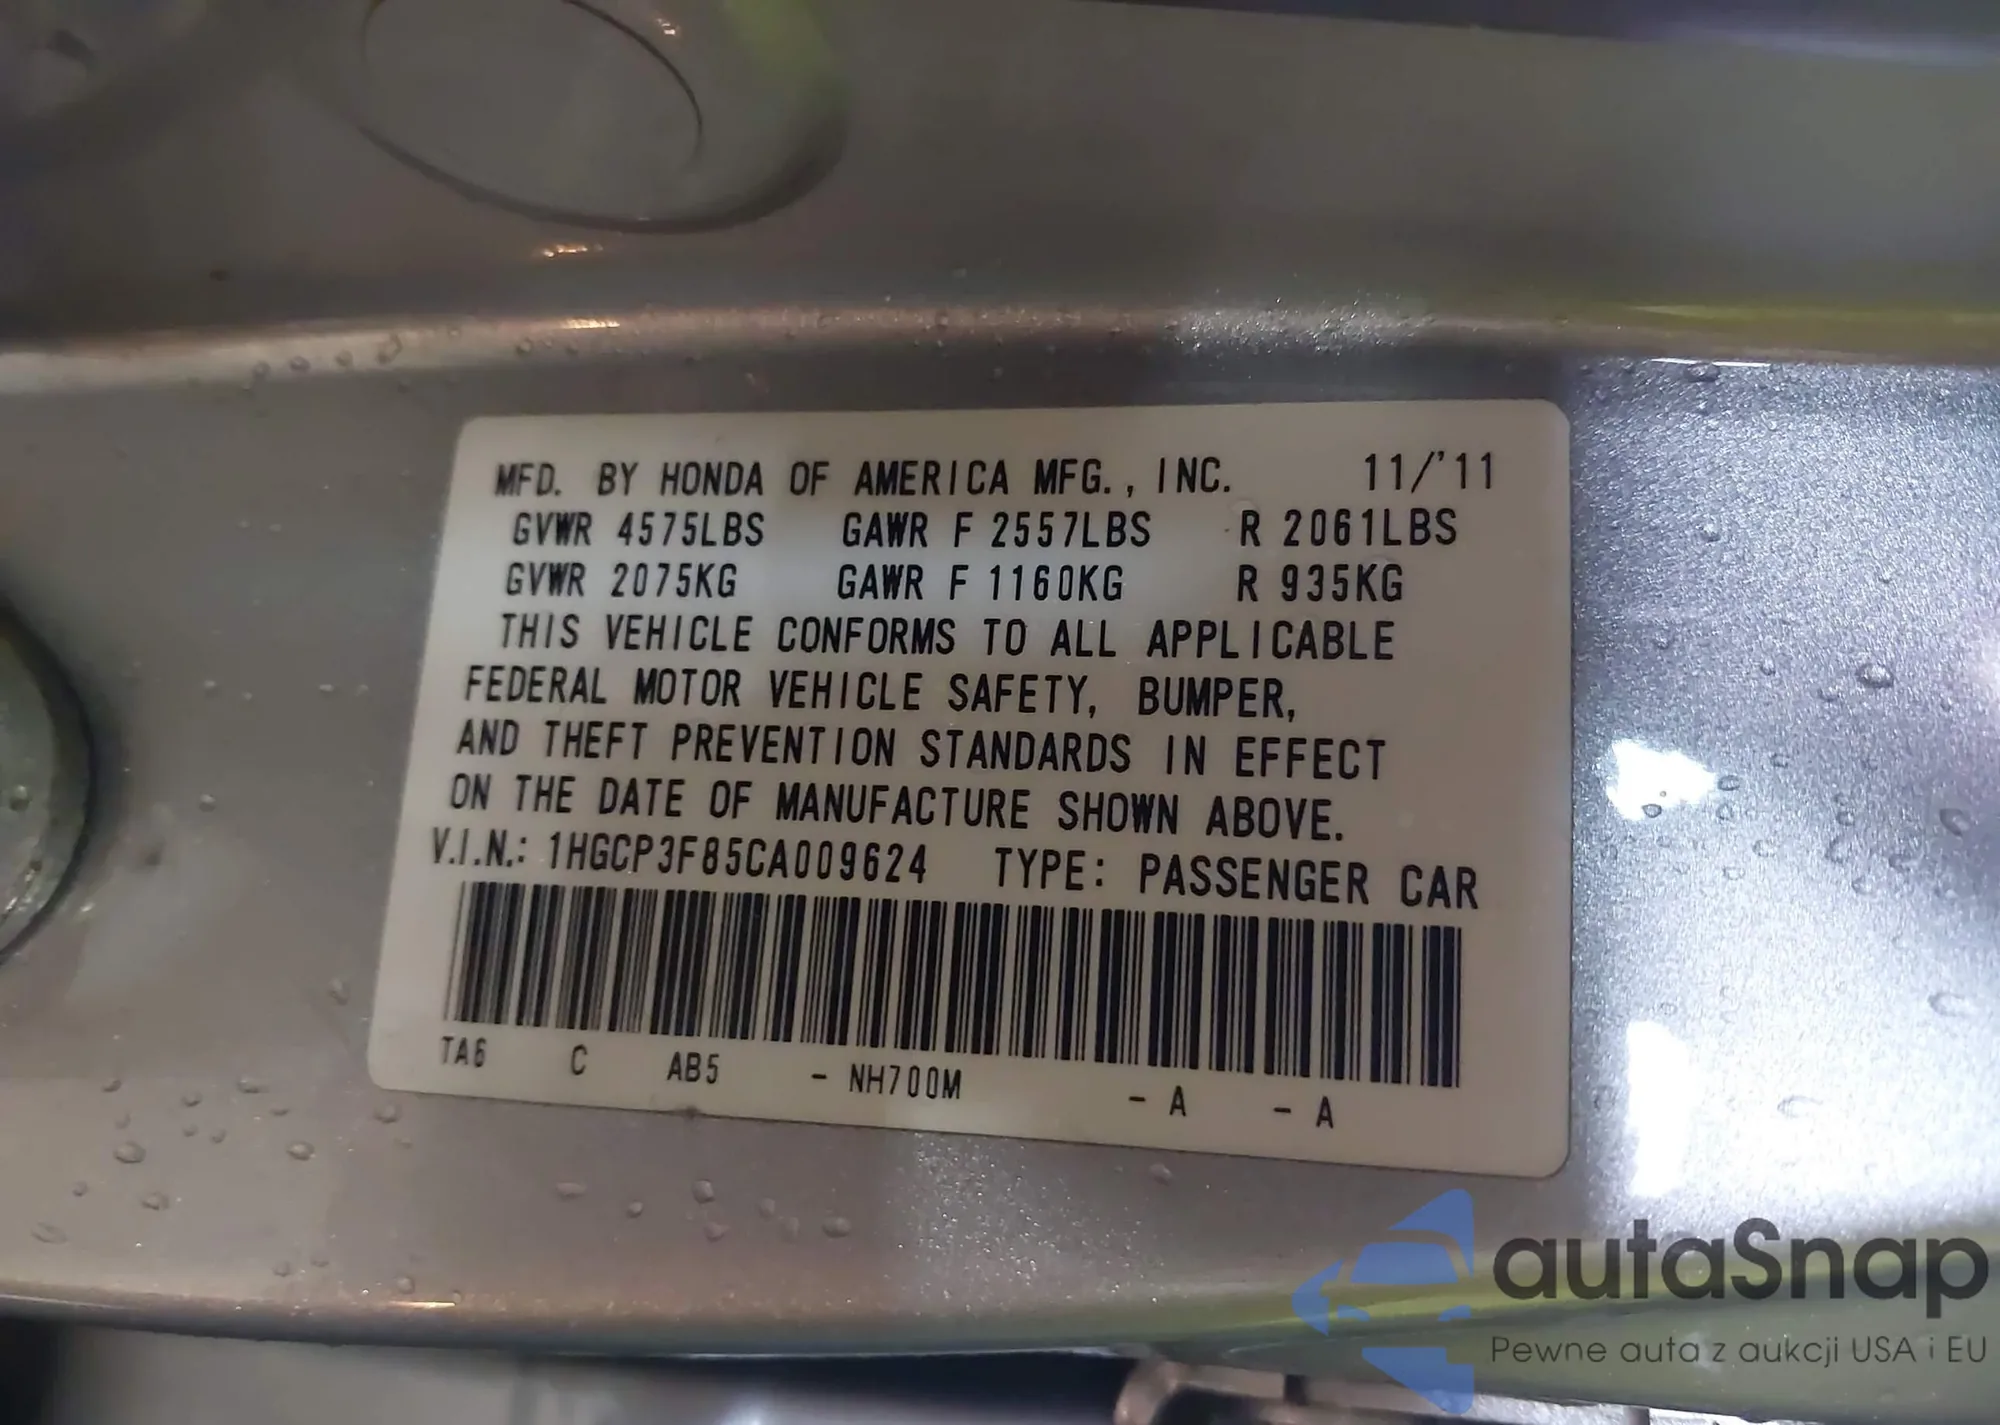 MFD. BY HONDA OF AMERICA MFG., INC. 11/'11
GVWR 4575LBS GAWR F 2557LBS R 2061LBS
GVWR 2075KG GAWR F 1160KG R 935KG
THIS VEHICLE CONFORMS TO ALL APPLICABLE
FEDERAL MOTOR VEHICLE SAFETY, BUMPER,
AND THEFT PREVENTION STANDARDS IN EFFECT
ON THE DATE OF MANUFACTURE SHOWN ABOVE.
V.I.N.: 1HGCP3F85CA009624 TYPE: PASSENGER CAR
TA6 C AB5 - NH700M - A - A
autaSnap
Pewne auta z aukcji USA i EU